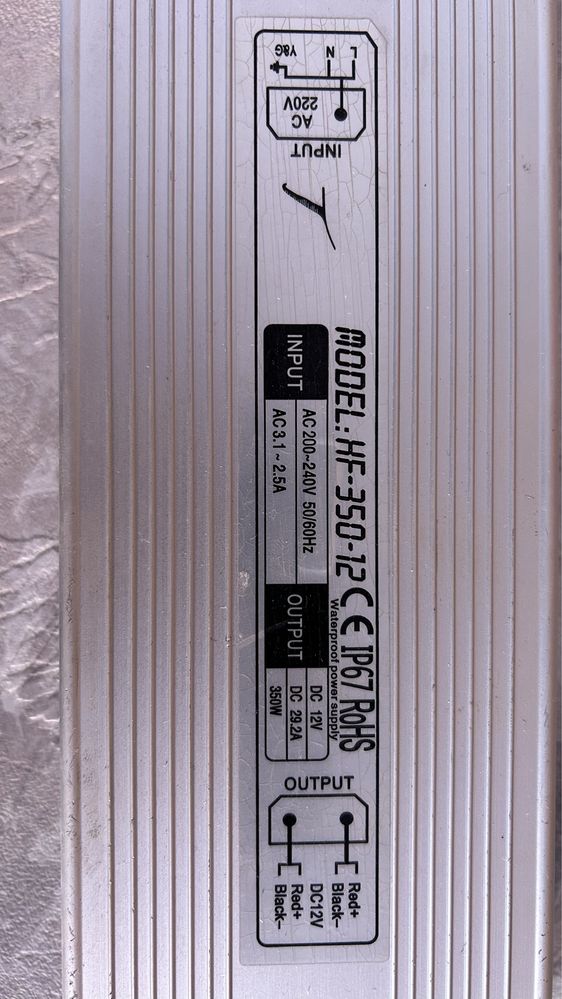 L
N
Y&G
AC
220V
INPUT
MODEL: HF-350-12 CE IP67 RoHS
Waterproof power supply
INPUT
AC 200~240V 50/60Hz
AC 3.1 ~ 2.5A
OUTPUT
DC 12V
DC 29.2A
350W
OUTPUT
Red+
Black-
DC12V
Red+
Black-